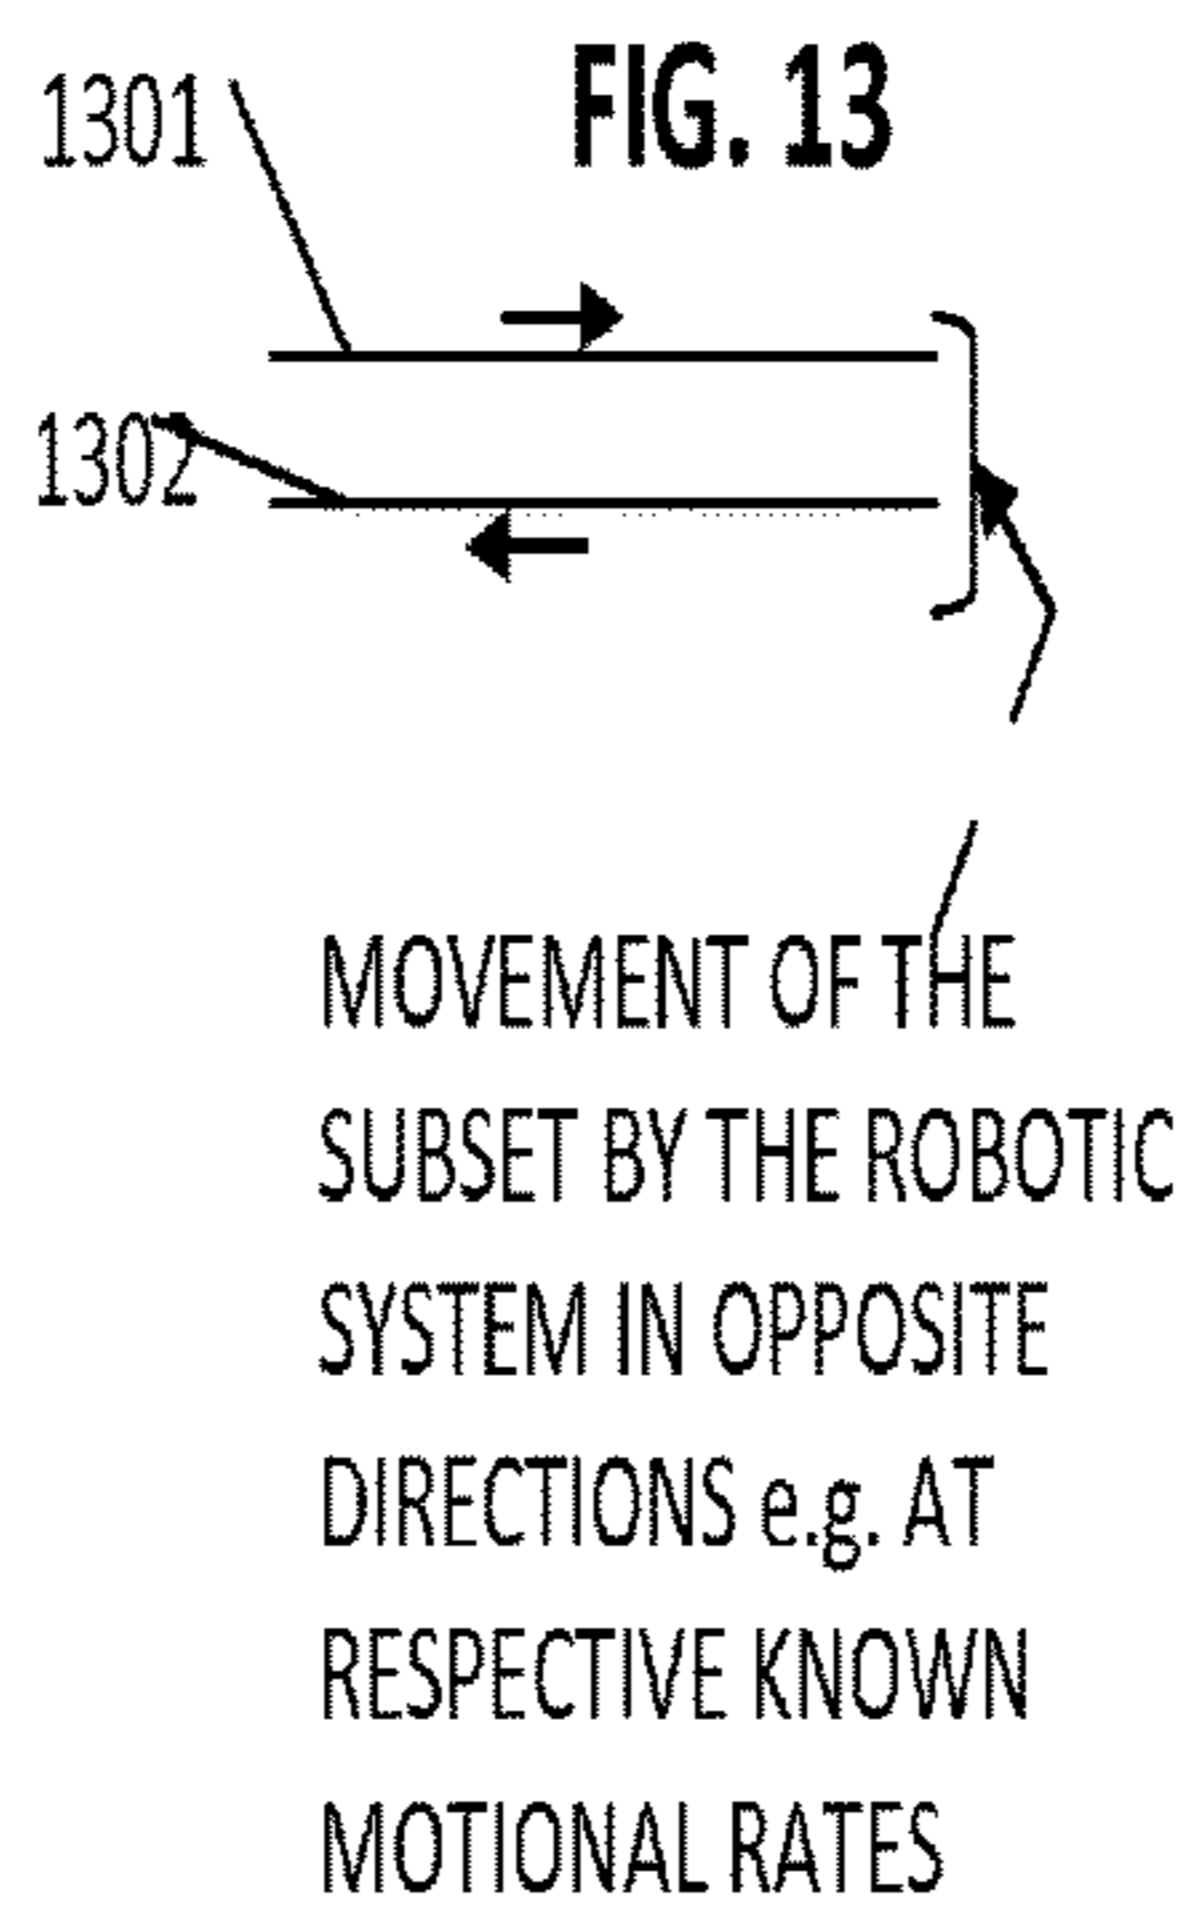 FIG. 13
1301
1302
MOVEMENT OF THE
SUBSET BY THE ROBOTIC
SYSTEM IN OPPOSITE
DIRECTIONS e.g. AT
RESPECTIVE KNOWN
MOTIONAL RATES